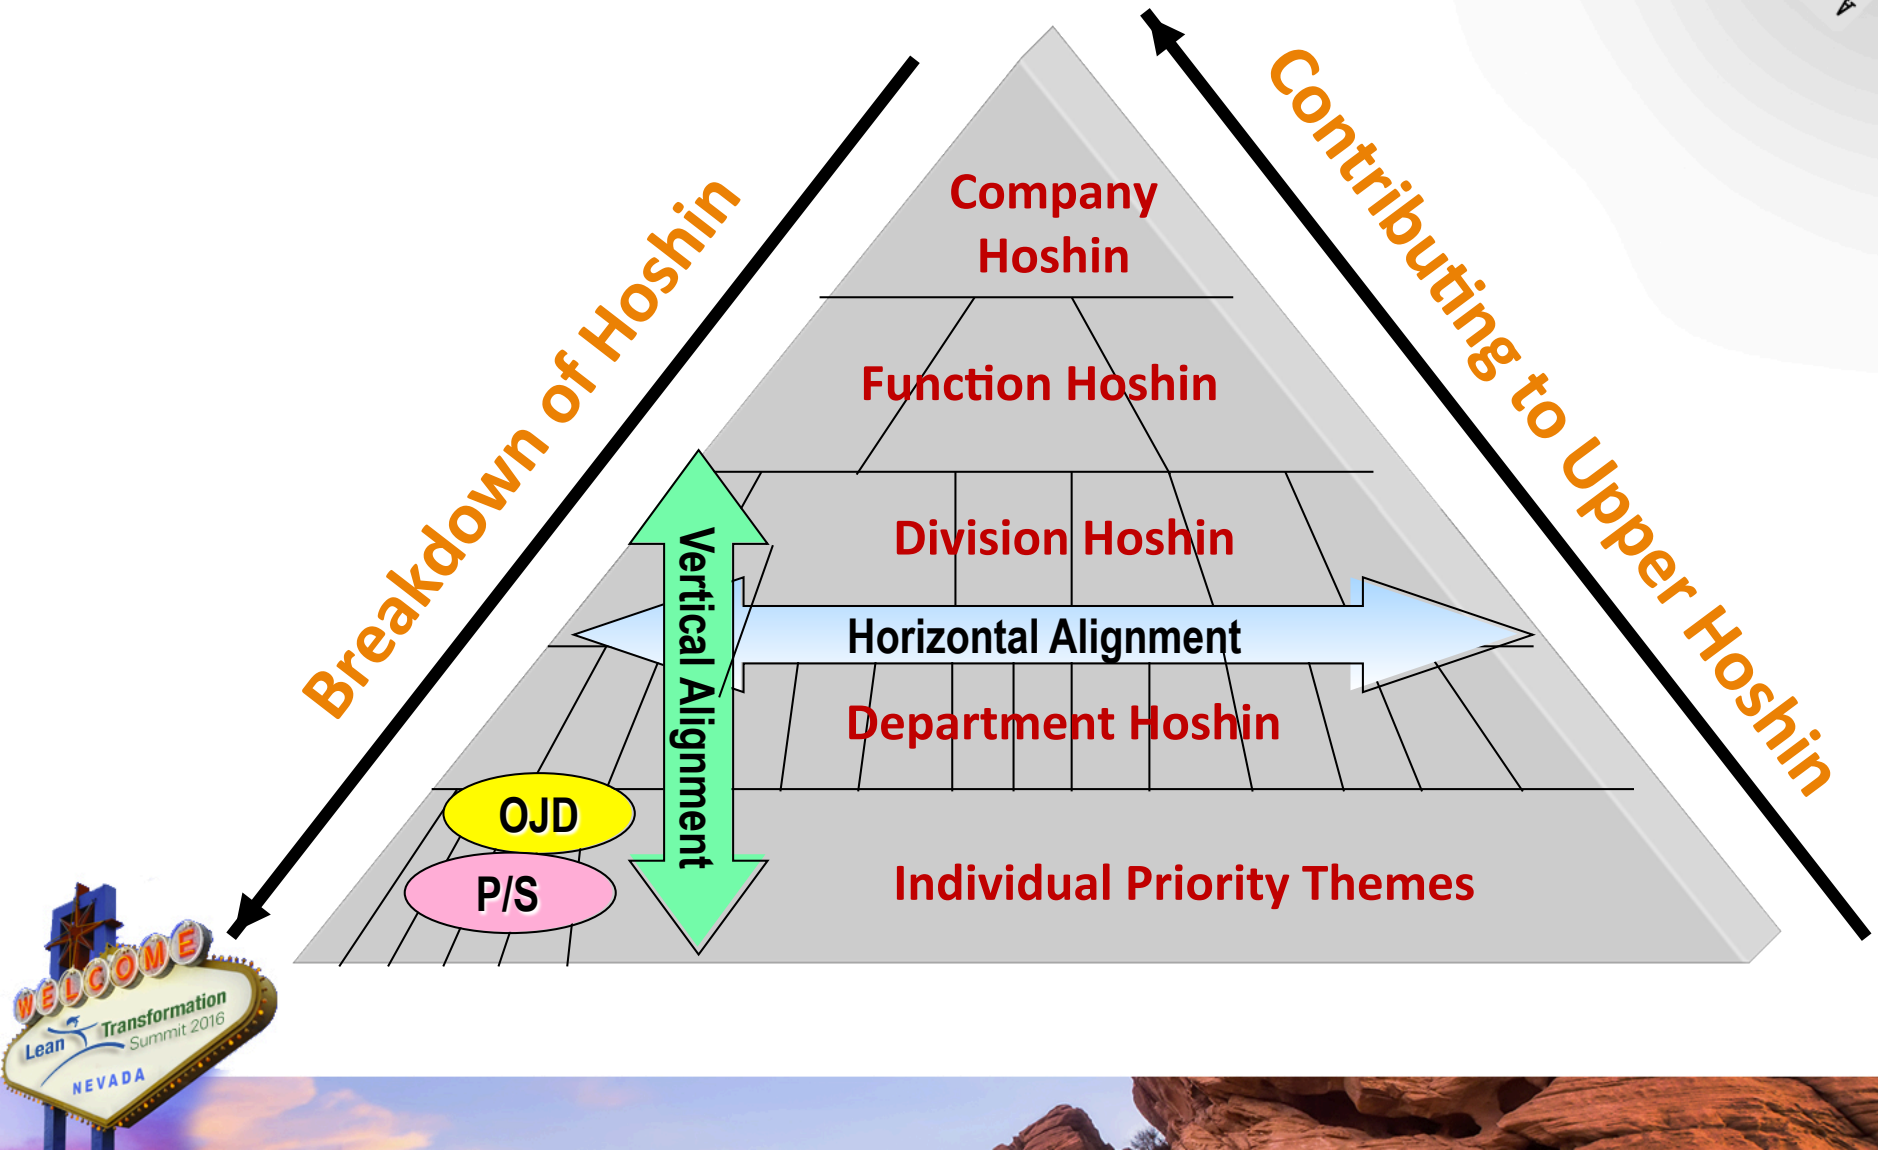 Breakdown of Hoshin
Contributing to Upper Hoshin
Company
Hoshin
Function Hoshin
Division Hoshin
Vertical Alignment
Horizontal Alignment
Department Hoshin
OJD
P/S
Individual Priority Themes
WELCOME
Lean Transformation
Summit 2016
NEVADA
A